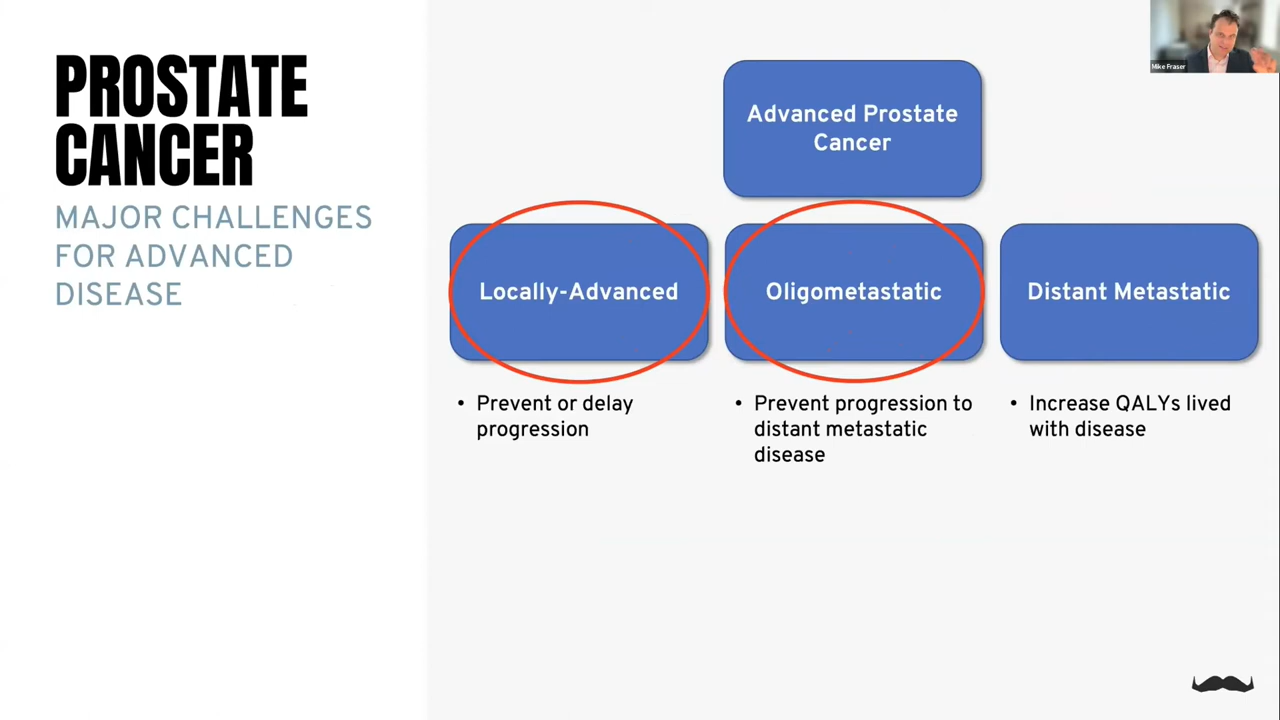 PROSTATE
CANCER
MAJOR CHALLENGES
FOR ADVANCED
DISEASE
Mike Fraser
Advanced Prostate
Cancer
Locally-Advanced
Oligometastatic
Distant Metastatic
• Prevent or delay
progression
• Prevent progression to
distant metastatic
disease
• Increase QALYs lived
with disease